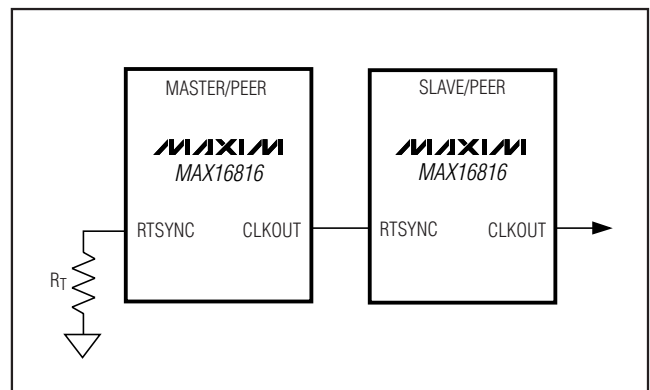 MASTER/PEER
MAXIM
MAX16816
RTSYNC CLKOUT
RT
SLAVE/PEER
MAXIM
MAX16816
RTSYNC CLKOUT